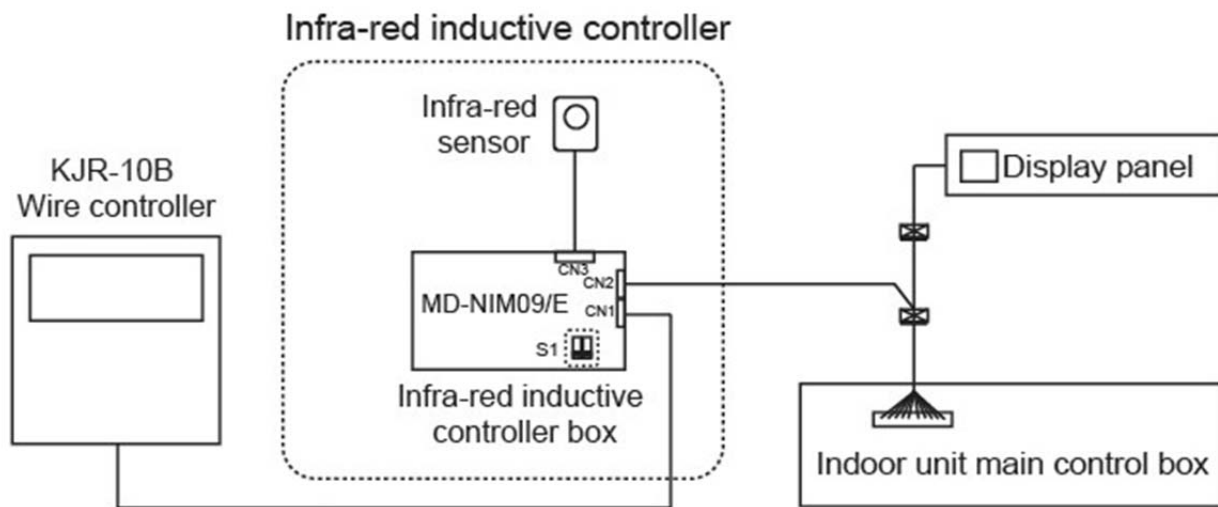 Infra-red inductive controller
Infra-red
sensor
KJR-10B
Wire controller
Display panel
CN3
CN2
MD-NIM09/E
CN1
S1
Infra-red inductive
controller box
Indoor unit main control box